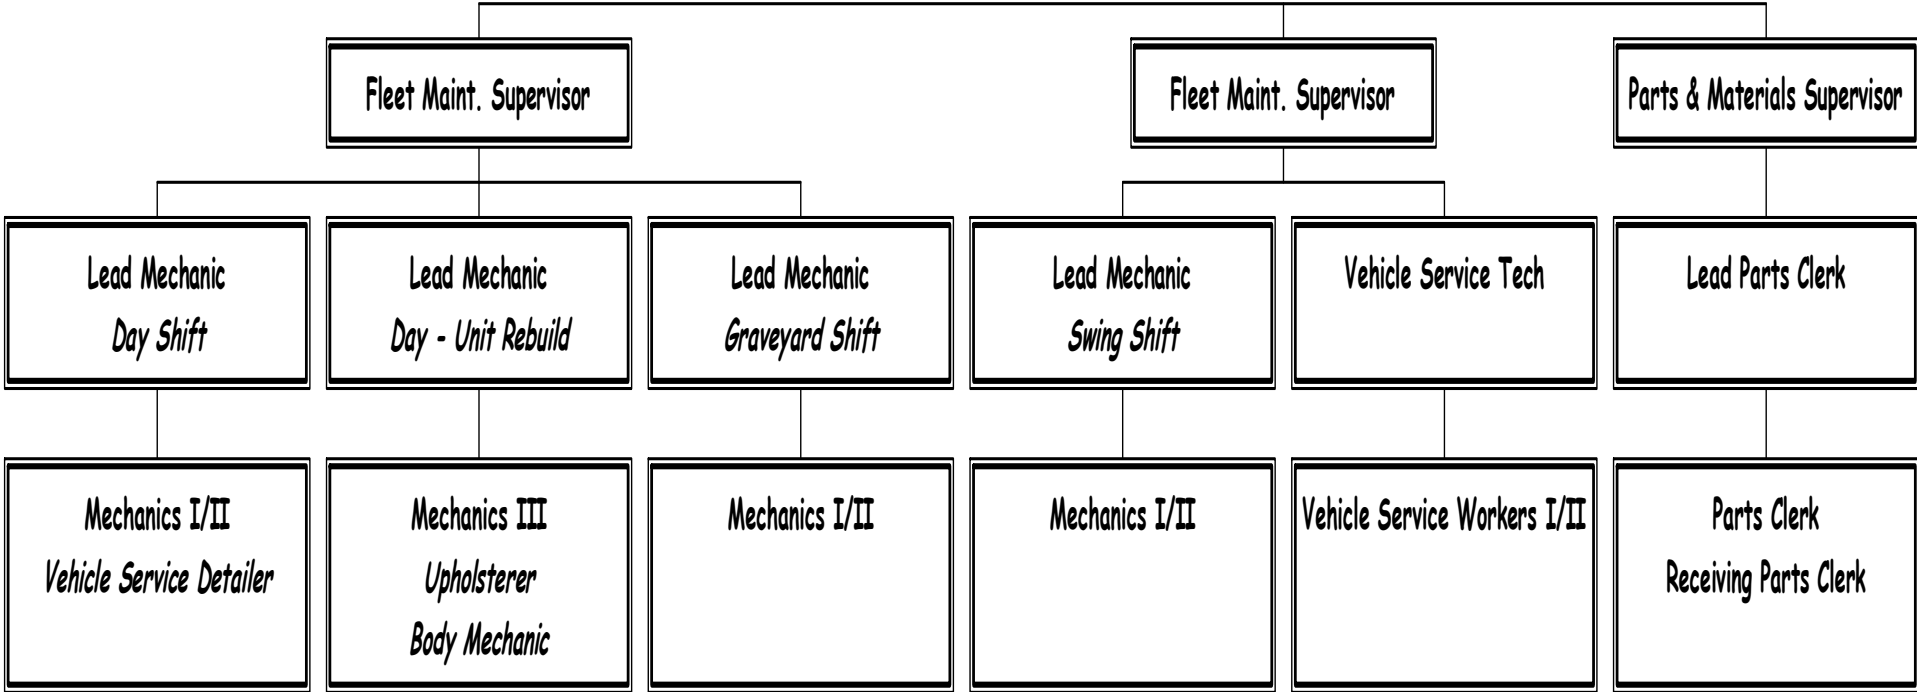 Fleet Maint. Supervisor
Fleet Maint. Supervisor
Parts & Materials Supervisor
Lead Mechanic
Day Shift
Lead Mechanic
Day - Unit Rebuild
Lead Mechanic
Graveyard Shift
Lead Mechanic
Swing Shift
Vehicle Service Tech
Lead Parts Clerk
Mechanics I/II
Vehicle Service Detailer
Mechanics III
Upholsterer
Body Mechanic
Mechanics I/II
Mechanics I/II
Vehicle Service Workers I/II
Parts Clerk
Receiving Parts Clerk